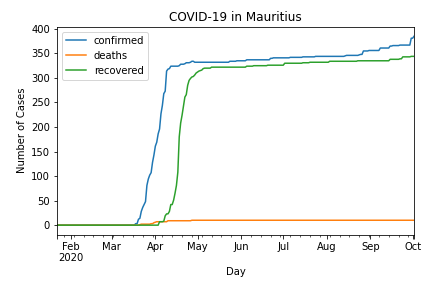 COVID-19 in Mauritius
400
350
300
250
200
150
100
50
0
Number of Cases
confirmed
deaths
recovered
Feb Mar Apr May Jun Jul Aug Sep Oct
2020
Day